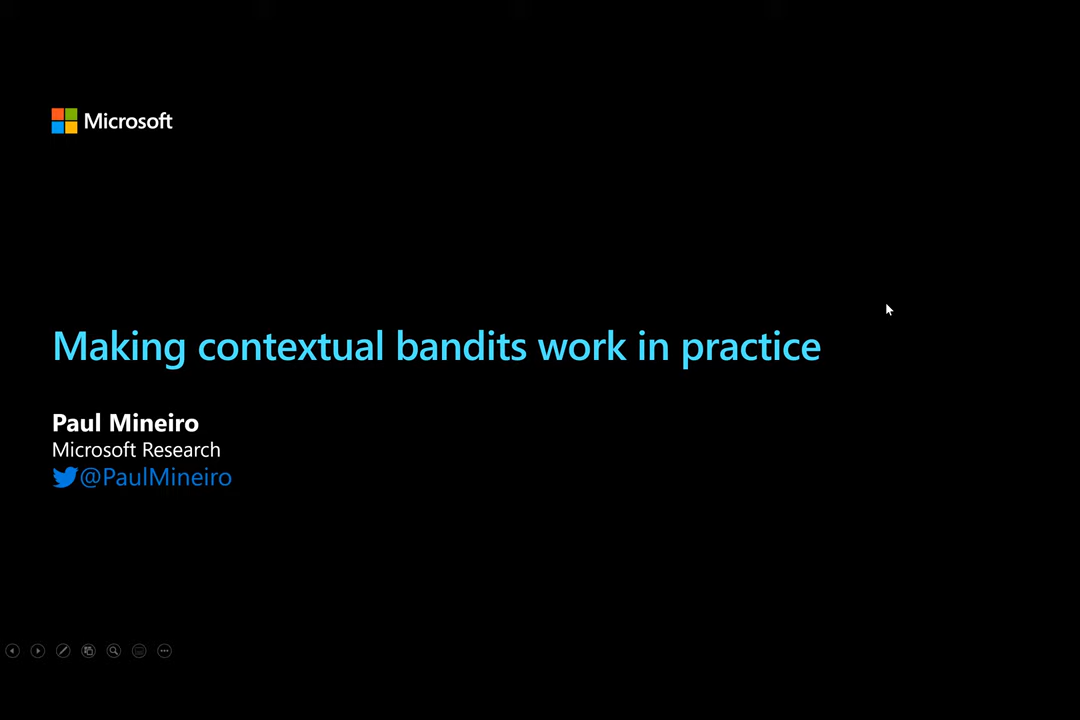 Microsoft
Making contextual bandits work in practice
Paul Mineiro
Microsoft Research
@PaulMineiro